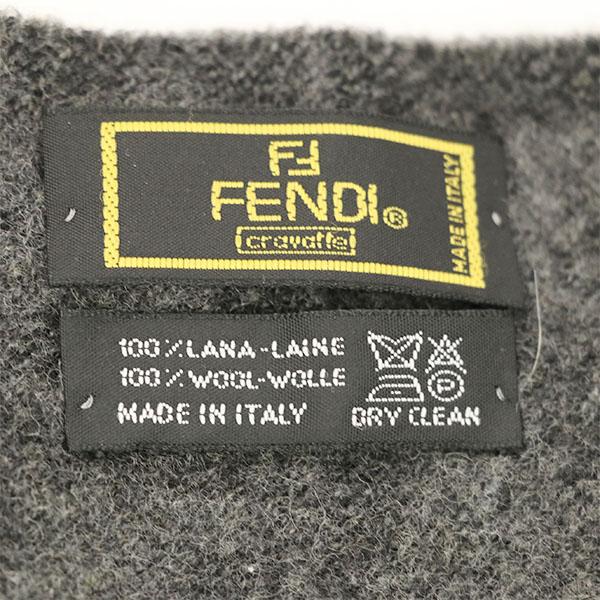 FF
FENDI®
cravatte
MADE IN ITALY
100% LANA-LAINE
100% WOOL-WOLLE
MADE IN ITALY
P
DRY CLEAN